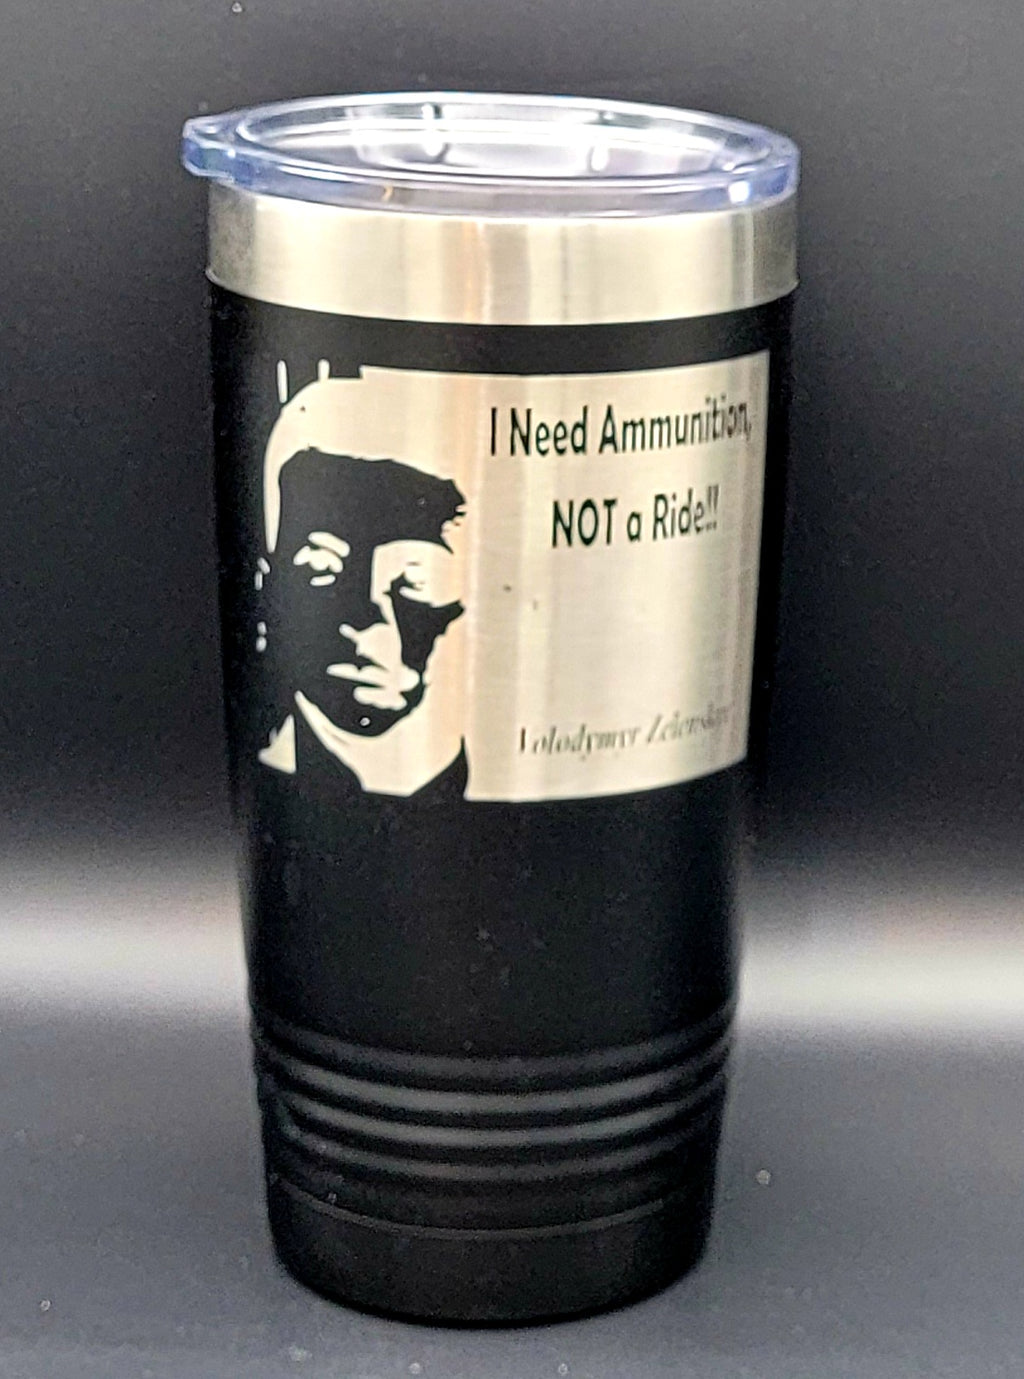 I Need Ammunition,
NOT a Ride!!
Volodymyr Zelenskyy